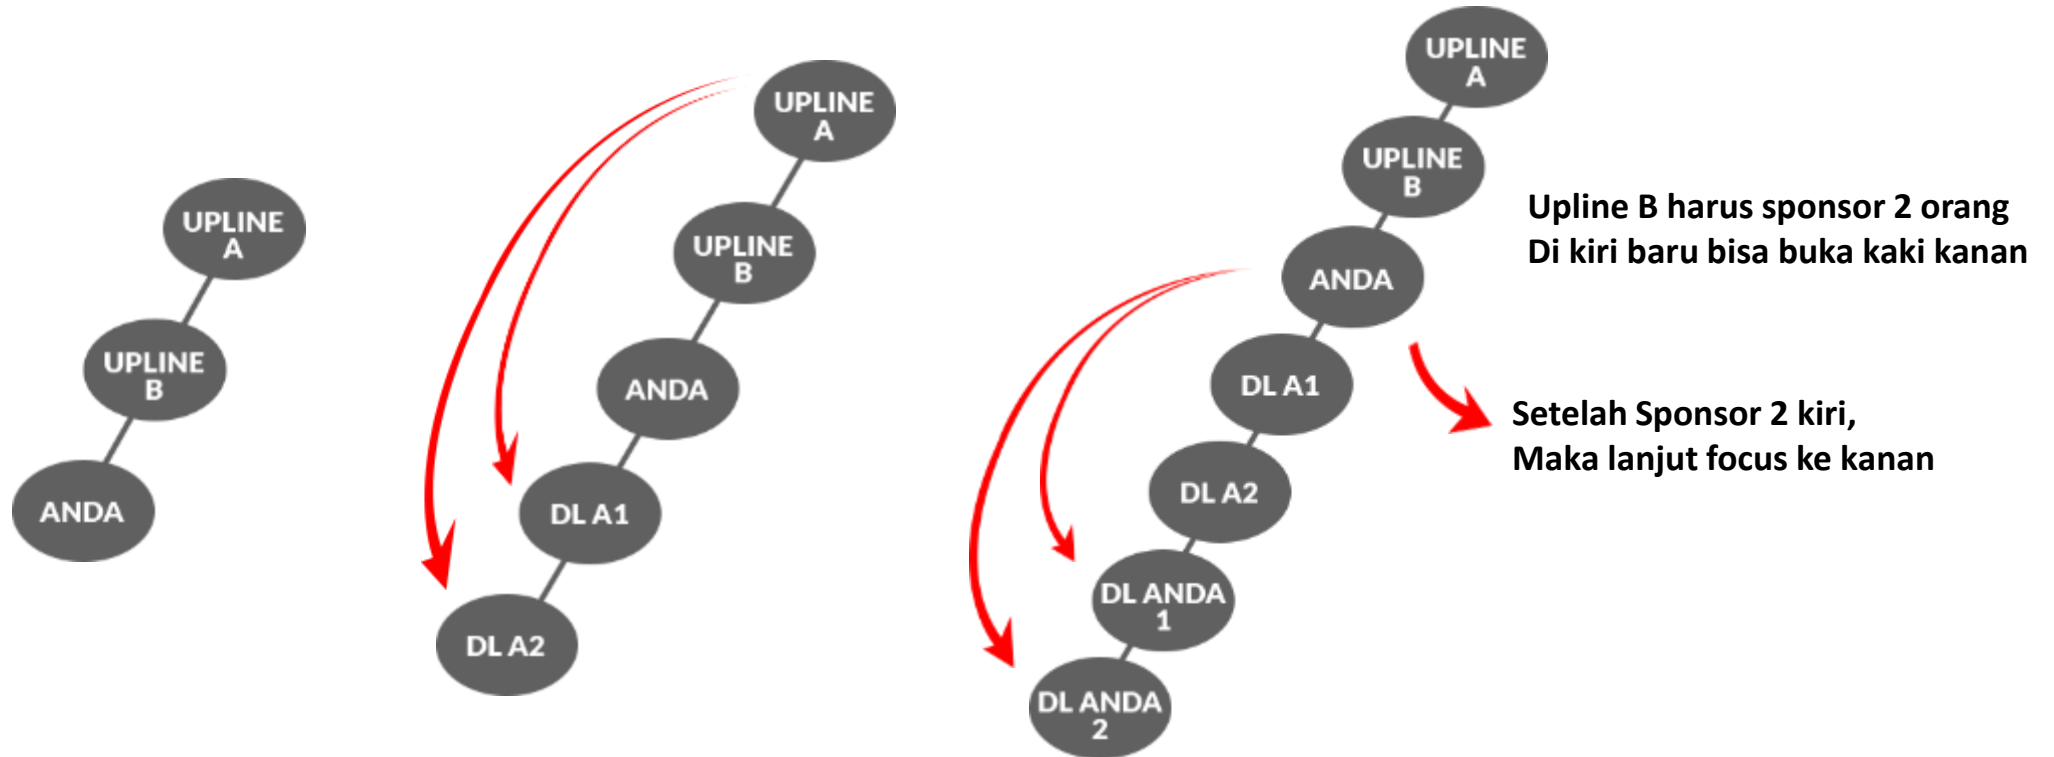 UPLINE
A
UPLINE
B
ANDA
UPLINE
A
UPLINE
B
ANDA
DL A1
DL A2
UPLINE
A
UPLINE
B
ANDA
DL A1
DL A2
DL ANDA
1
DL ANDA
2
Upline B harus sponsor 2 orang
Di kiri baru bisa buka kaki kanan
Setelah Sponsor 2 kiri,
Maka lanjut focus ke kanan